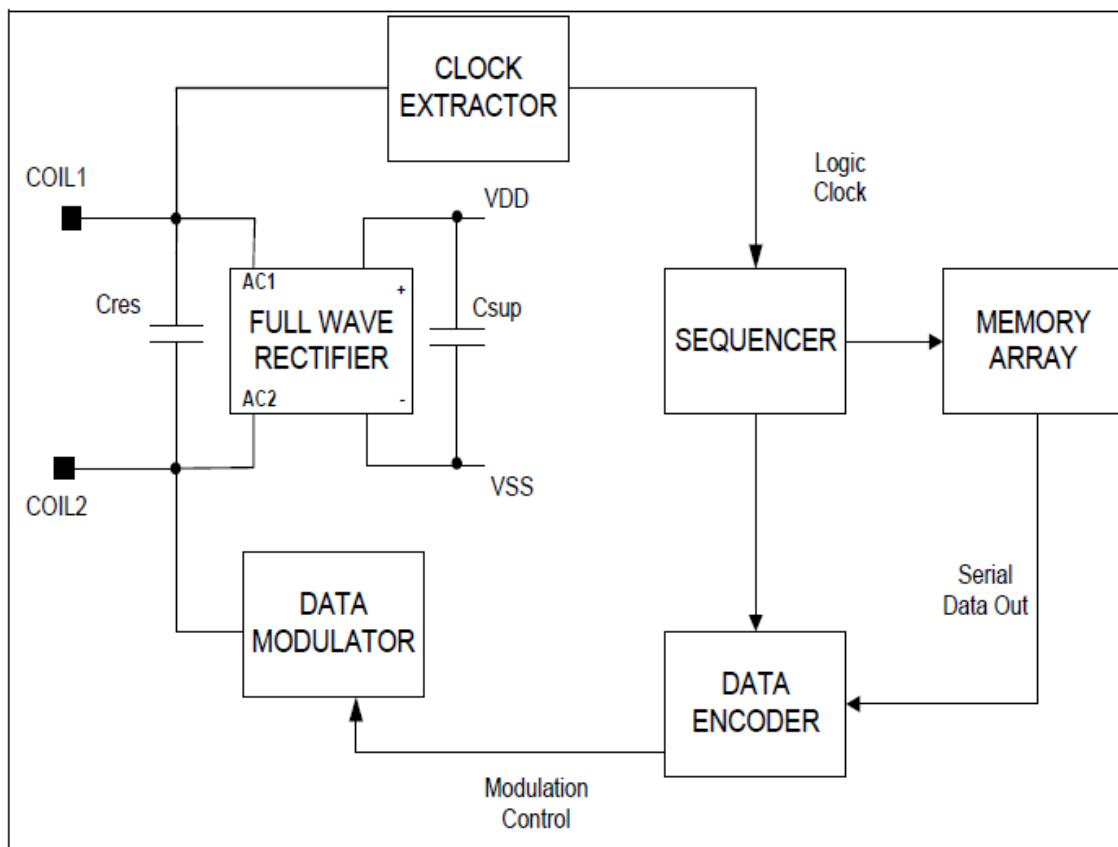 CLOCK
EXTRACTOR
Logic
Clock
COIL1
VDD
AC1
+
Cres
FULL WAVE
RECTIFIER
Csup
SEQUENCER
MEMORY
ARRAY
AC2
-
COIL2
VSS
DATA
MODULATOR
Serial
Data Out
DATA
ENCODER
Modulation
Control